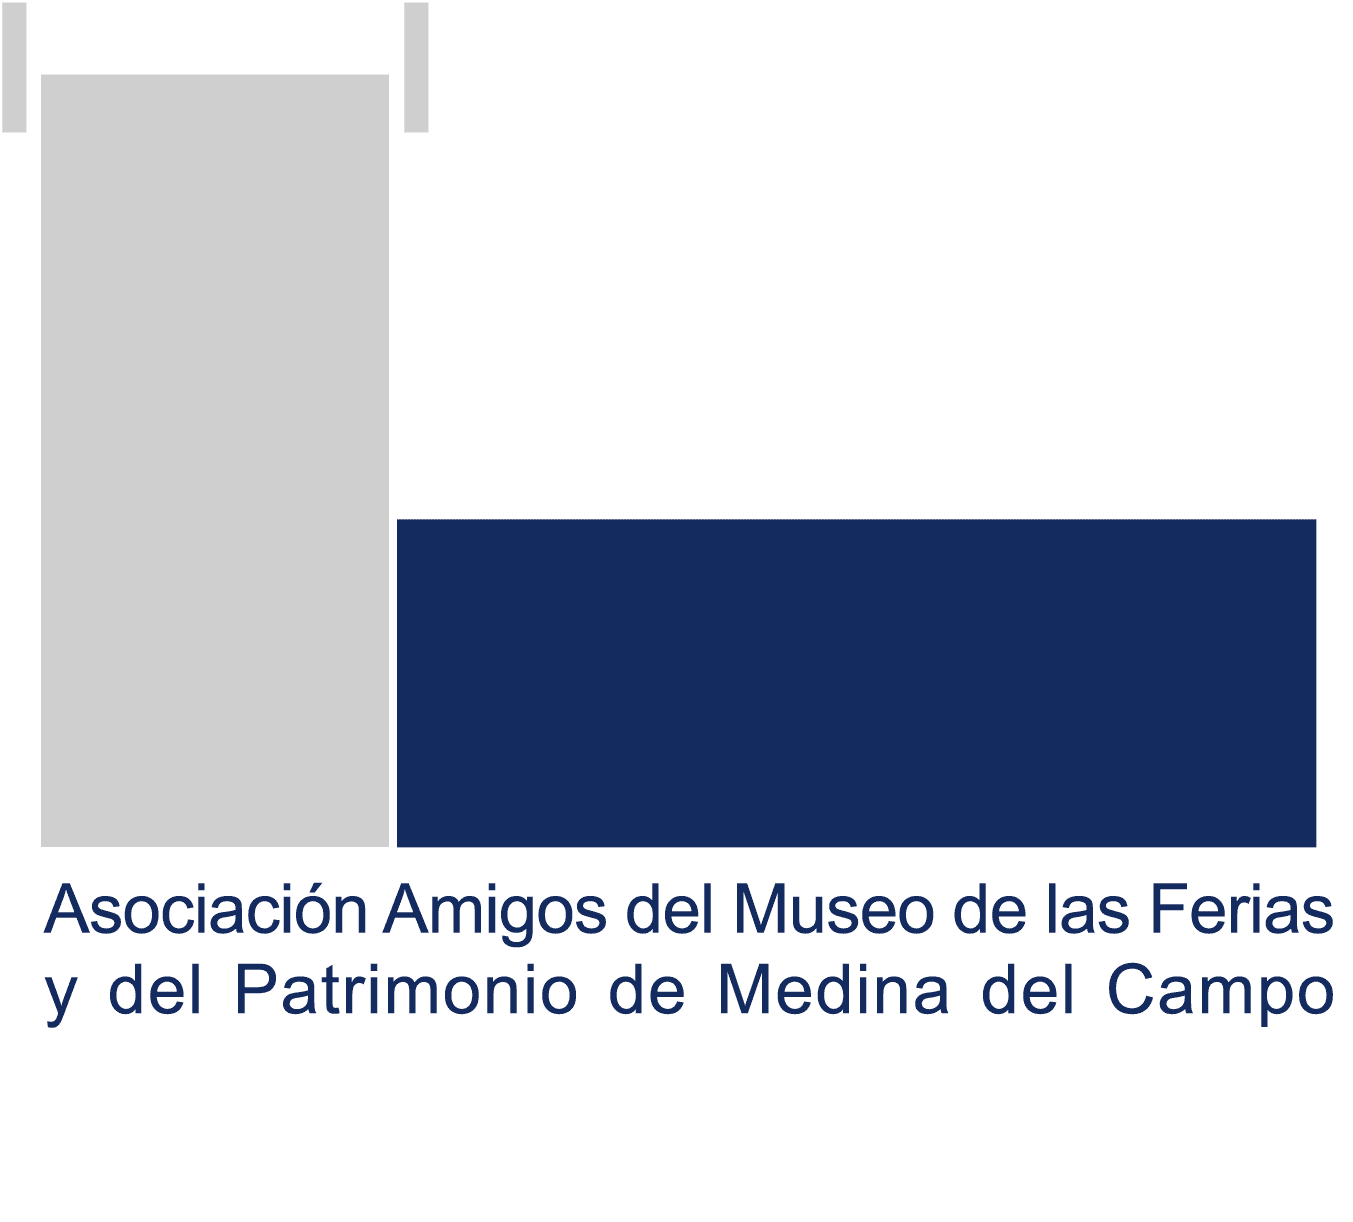 Asociación Amigos del Museo de las Ferias
y del Patrimonio de Medina del Campo